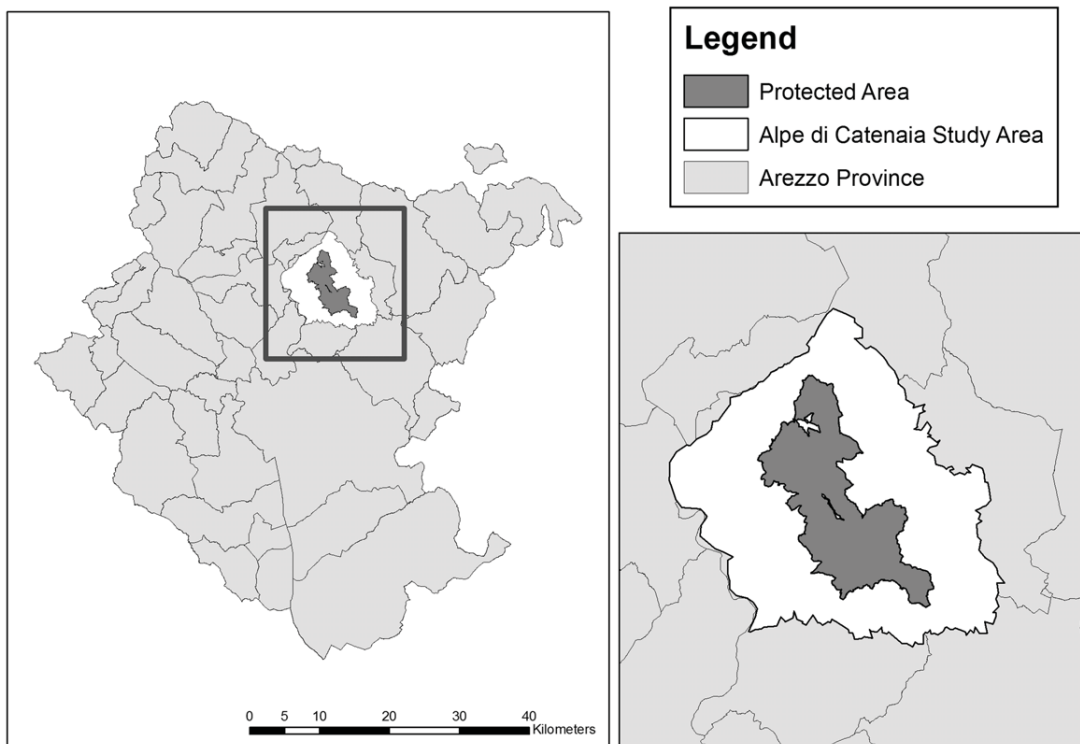 Legend
Protected Area
Alpe di Catenaia Study Area
Arezzo Province
0 5 10 20 30 40
Kilometers